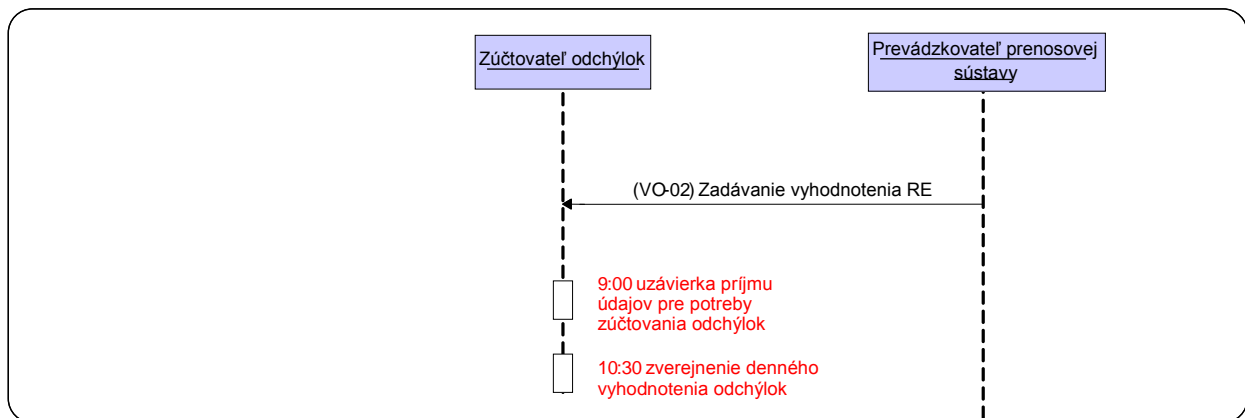 Zúčtovateľ odchýlok
Prevádzkovateľ prenosovej
sústavy
(VO-02) Zadávanie vyhodnotenia RE
9:00 uzávierka príjmu
údajov pre potreby
zúčtovania odchýlok
10:30 zverejnenie denného
vyhodnotenia odchýlok